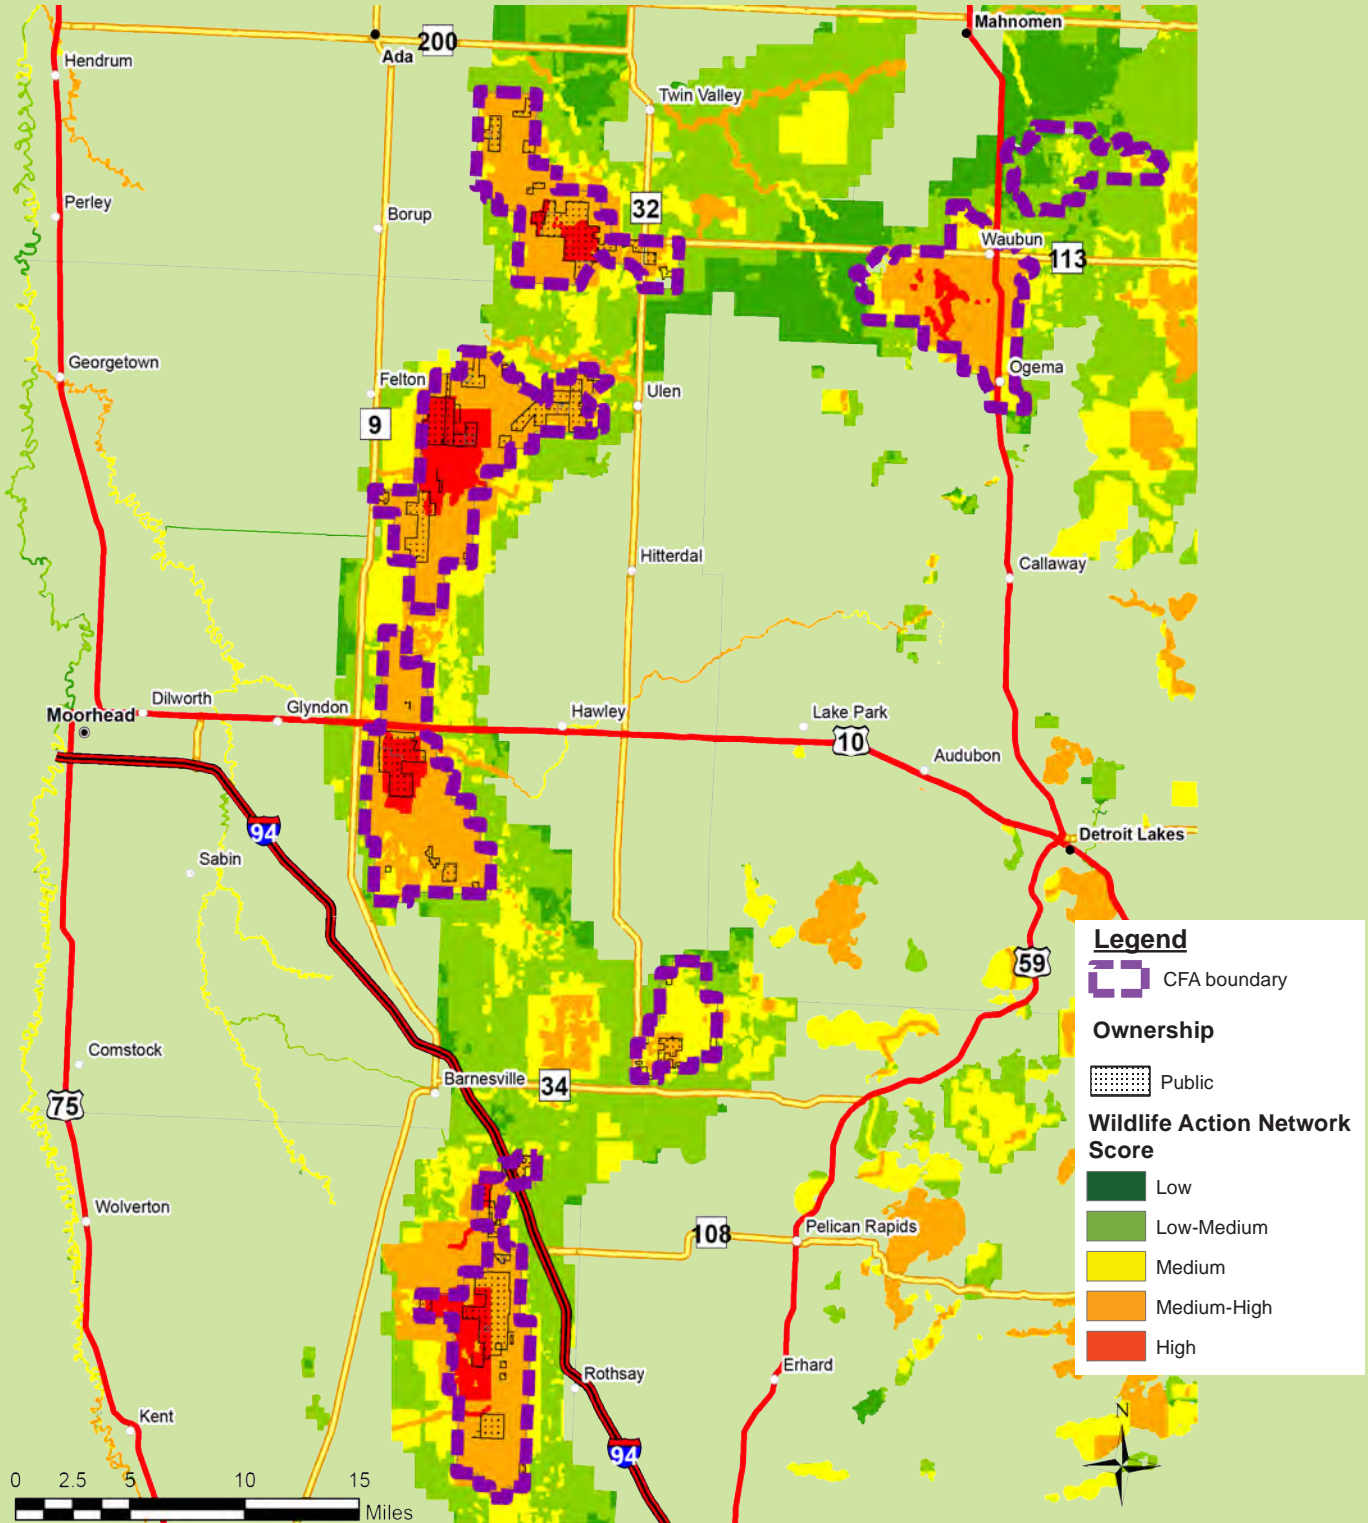 Mahnomen
200
Ada
Hendrum
Twin Valley
Perley
32
Borup
Waubun
113
Georgetown
Felton
Ogema
Ulen
9
Hitterdal
Callaway
Dilworth
Glyndon
Hawley
Lake Park
Moorhead
10
Audubon
94
Detroit Lakes
Sabin
59
Comstock
Barnesville
34
75
Wolverton
108
Pelican Rapids
Rothsay
Erhard
Kent
94
Legend
CFA boundary
Ownership
Public
Wildlife Action Network
Score
Low
Low-Medium
Medium
Medium-High
High
N
0 2.5 5 10 15
Miles